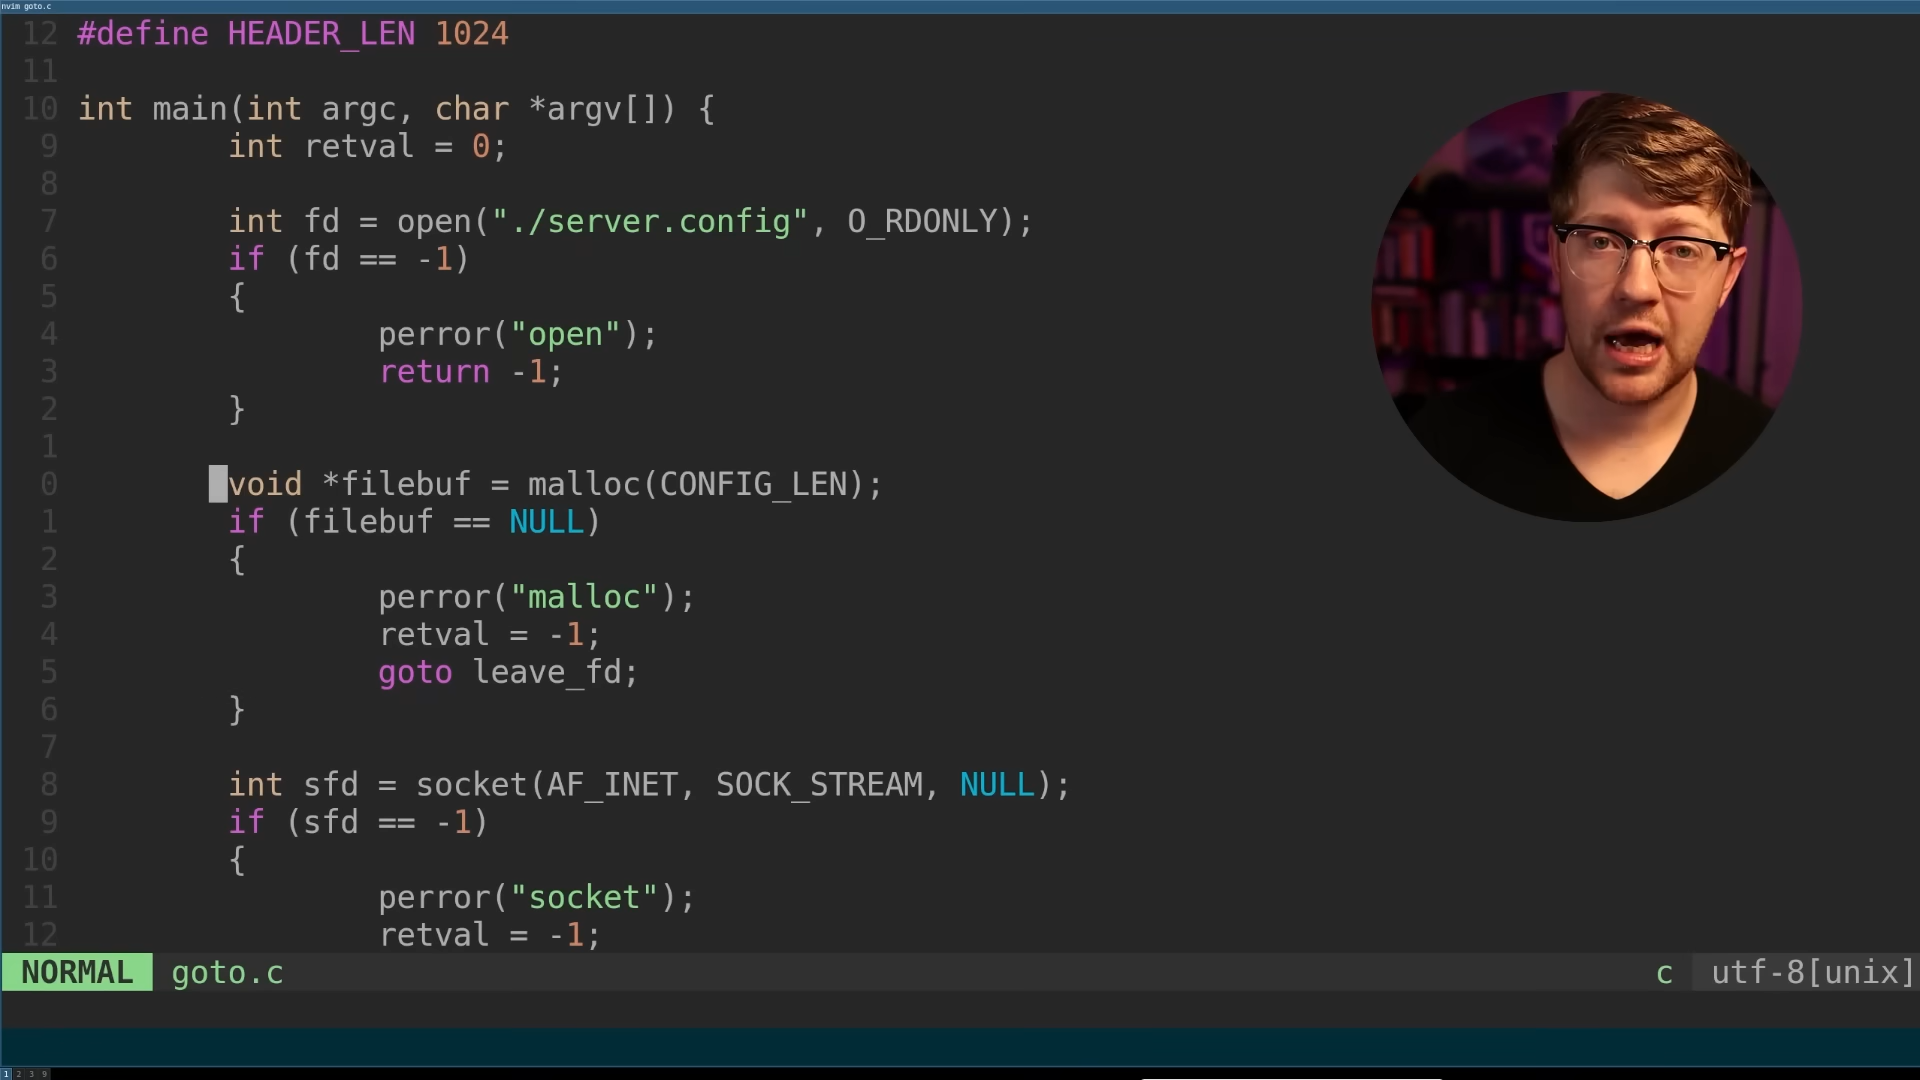 nvim goto.c
12 #define HEADER_LEN 1024
11
10 int main(int argc, char *argv[]) {
9 int retval = 0;
8
7 int fd = open("./server.config", O_RDONLY);
6 if (fd == -1)
5 {
4 perror("open");
3 return -1;
2 }
1
0 void *filebuf = malloc(CONFIG_LEN);
1 if (filebuf == NULL)
2 {
3 perror("malloc");
4 retval = -1;
5 goto leave_fd;
6 }
7
8 int sfd = socket(AF_INET, SOCK_STREAM, NULL);
9 if (sfd == -1)
10 {
11 perror("socket");
12 retval = -1;
NORMAL goto.c c utf-8[unix]
1 2 3 9